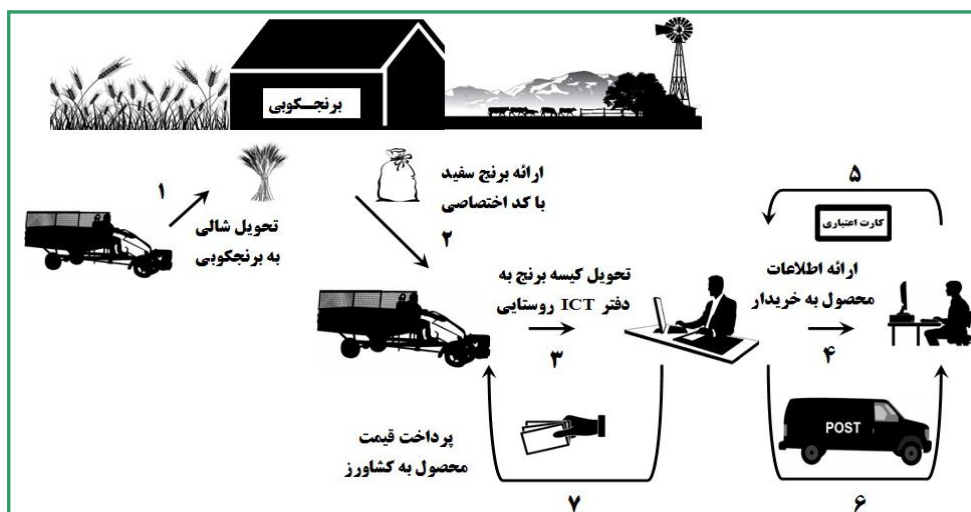 برنجـکوبی
۱
تحویل شالی
به برنجکوبی
ارائه برنج سفید
با کد اختصاصی
۲
تحویل کیسه برنج به
دفتر ICT روستایی
۳
ارائه اطلاعات
محصول به خریدار
۴
۵
کارت اعتباری
POST
۶
پرداخت قیمت
محصول به کشاورز
۷